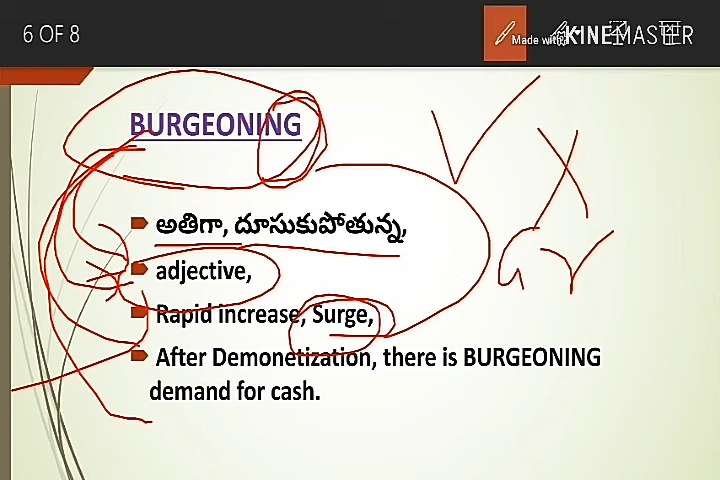 6 OF 8
Made with KINEMASTER
BURGEONING
అతిగా, దూసుకుపోతున్న,
adjective,
Rapid increase, Surge,
After Demonetization, there is BURGEONING
demand for cash.